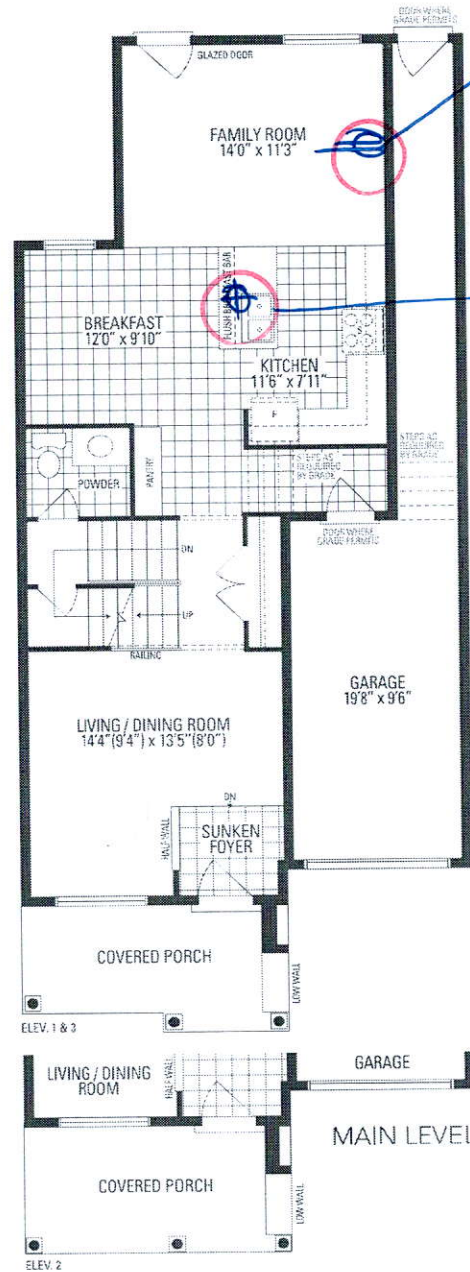 DOOR WHERE
GRADE PERMITS
GLAZED DOOR
FAMILY ROOM
14'0" x 11'3"
FLUSH BREAKFAST BAR
BREAKFAST
12'0" x 9'10"
KITCHEN
11'6" x 7'11"
S
F
STEPS AS
REQUIRED
BY GRADE
STEPS AS
REQUIRED
BY GRADE
POWDER
PANTRY
DOOR WHERE
GRADE PERMITS
DN
UP
RAILING
GARAGE
19'8" x 9'6"
LIVING / DINING ROOM
14'4"(9'4") x 13'5"(8'0")
DN
HALF WALL
SUNKEN
FOYER
COVERED PORCH
LOW WALL
ELEV. 1 & 3
LIVING / DINING
ROOM
HALF WALL
GARAGE
MAIN LEVEL
COVERED PORCH
LOW WALL
ELEV. 2